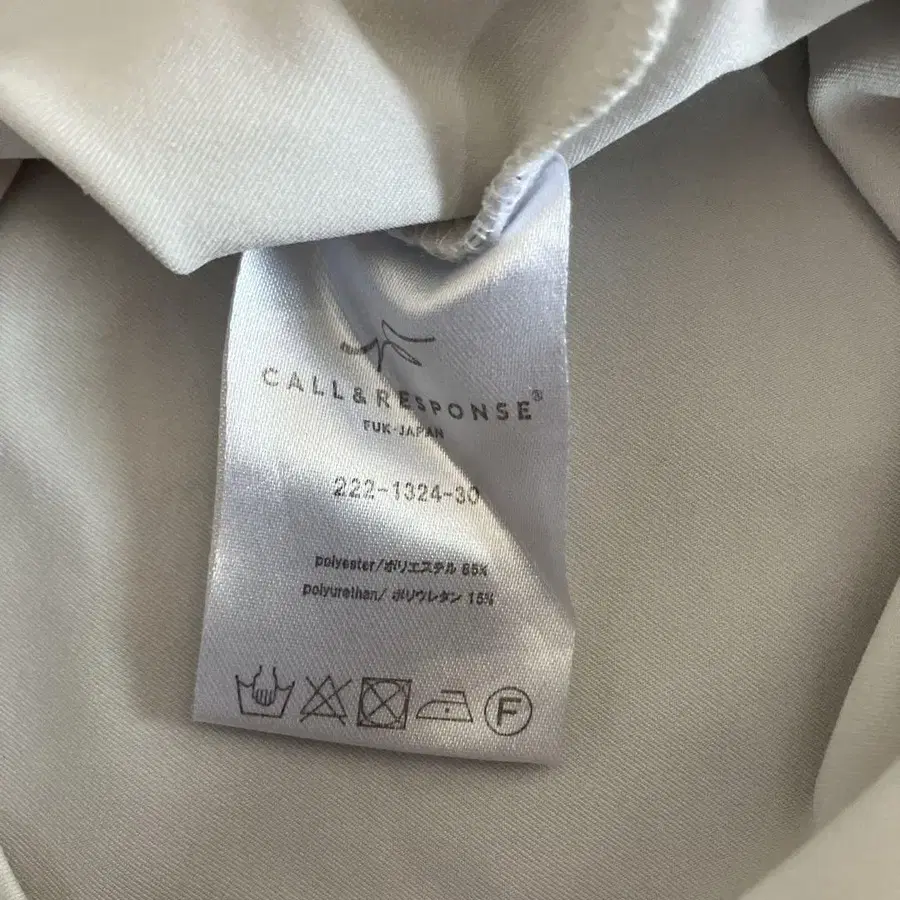 CALL&RESPONSE®
FUK-JAPAN
222-1324-30
polyester/ポリエステル 85%
polyurethan/ ポリウレタン 15%
F